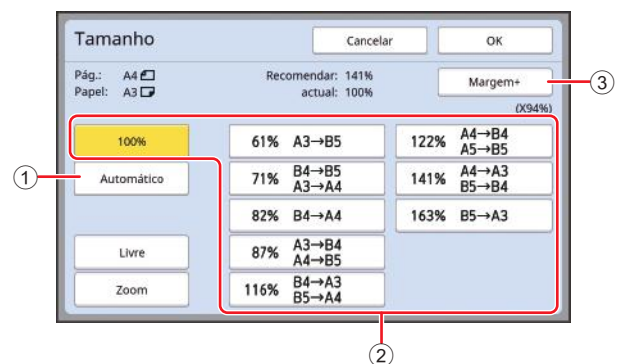 Tamanho
Cancelar
OK
Pág.: A4
Papel: A3
Recomendar: 141%
actual: 100%
Margem+
(X94%)
100%
Automático
Livre
Zoom
61% A3→B5
71% B4→B5
A3→A4
82% B4→A4
87% A3→B4
A4→B5
116% B4→A3
B5→A4
122% A4→B4
A5→B5
141% A4→A3
B5→B4
163% B5→A3
1
2
3